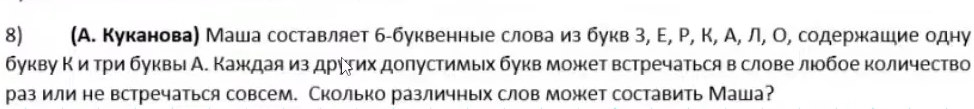 8) (А. Куканова) Маша составляет 6-буквенные слова из букв З, Е, Р, К, А, Л, О, содержащие одну
букву К и три буквы А. Каждая из других допустимых букв может встречаться в слове любое количество
раз или не встречаться совсем. Сколько различных слов может составить Маша?